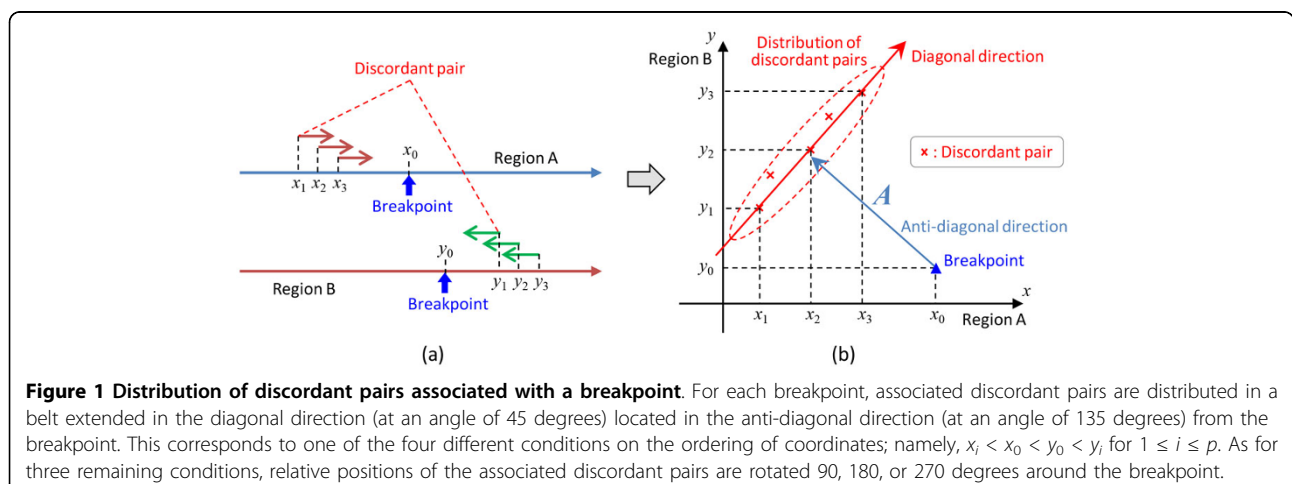 Discordant pair
x0
Region A
x1 x2 x3
Breakpoint
y0
Region B
y1 y2 y3
Breakpoint
(a)
y
Region B
Distribution of
discordant pairs
Diagonal direction
y3
y2
× : Discordant pair
y1
A
Anti-diagonal direction
y0
Breakpoint
x
x1 x2 x3 x0
Region A
(b)
Figure 1 Distribution of discordant pairs associated with a breakpoint. For each breakpoint, associated discordant pairs are distributed in a
belt extended in the diagonal direction (at an angle of 45 degrees) located in the anti-diagonal direction (at an angle of 135 degrees) from the
breakpoint. This corresponds to one of the four different conditions on the ordering of coordinates; namely, xi < x0 < y0 < yi for 1 ≤ i ≤ p. As for
three remaining conditions, relative positions of the associated discordant pairs are rotated 90, 180, or 270 degrees around the breakpoint.